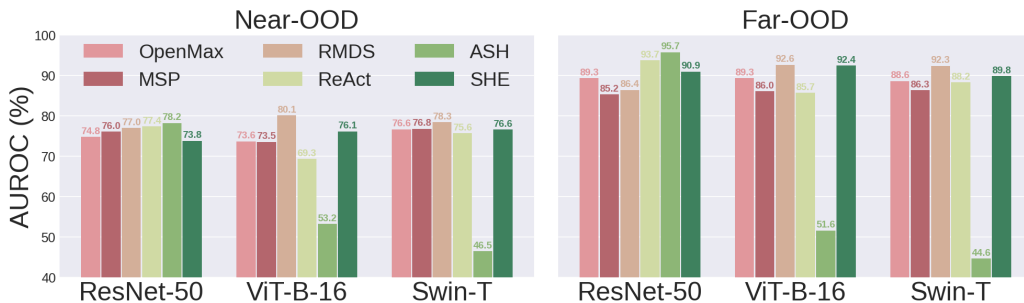 Near-OOD
Far-OOD
AUROC (%)
100
90
80
70
60
50
40
OpenMax
RMDS
ASH
MSP
ReAct
SHE
74.8 76.0 77.0 77.4 78.2 73.8
73.6 73.5 80.1 69.3 53.2 76.1
76.6 76.8 78.3 75.6 46.5 76.6
89.3 85.2 86.4 93.7 95.7 90.9
89.3 86.0 92.6 85.7 51.6 92.4
88.6 86.3 92.3 88.2 44.6 89.8
ResNet-50 ViT-B-16 Swin-T
ResNet-50 ViT-B-16 Swin-T